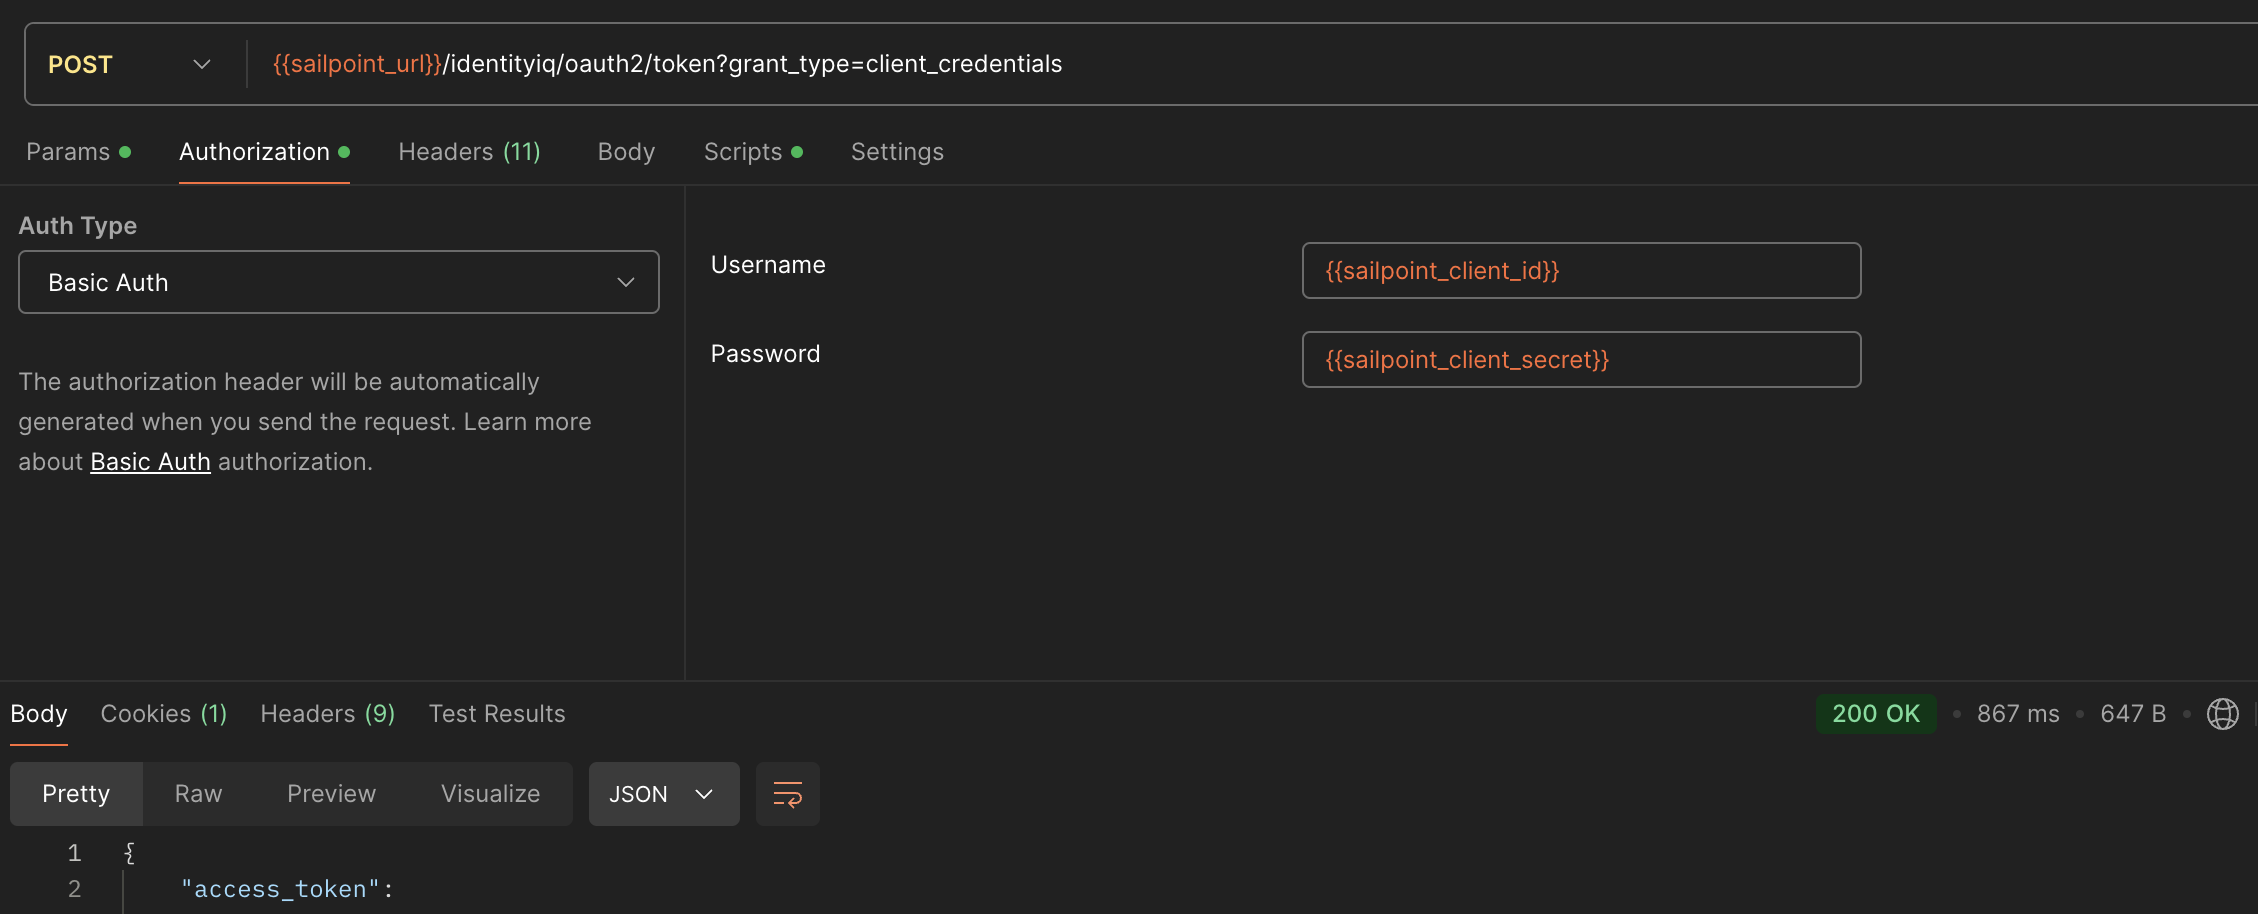 POST {{sailpoint_url}}/identityiq/oauth2/token?grant_type=client_credentials
Params Authorization Headers (11) Body Scripts Settings
Auth Type
Basic Auth
The authorization header will be automatically
generated when you send the request. Learn more
about Basic Auth authorization.
Username {{sailpoint_client_id}}
Password {{sailpoint_client_secret}}
Body Cookies (1) Headers (9) Test Results 200 OK • 867 ms • 647 B •
Pretty Raw Preview Visualize JSON
1 {
2 "access_token":